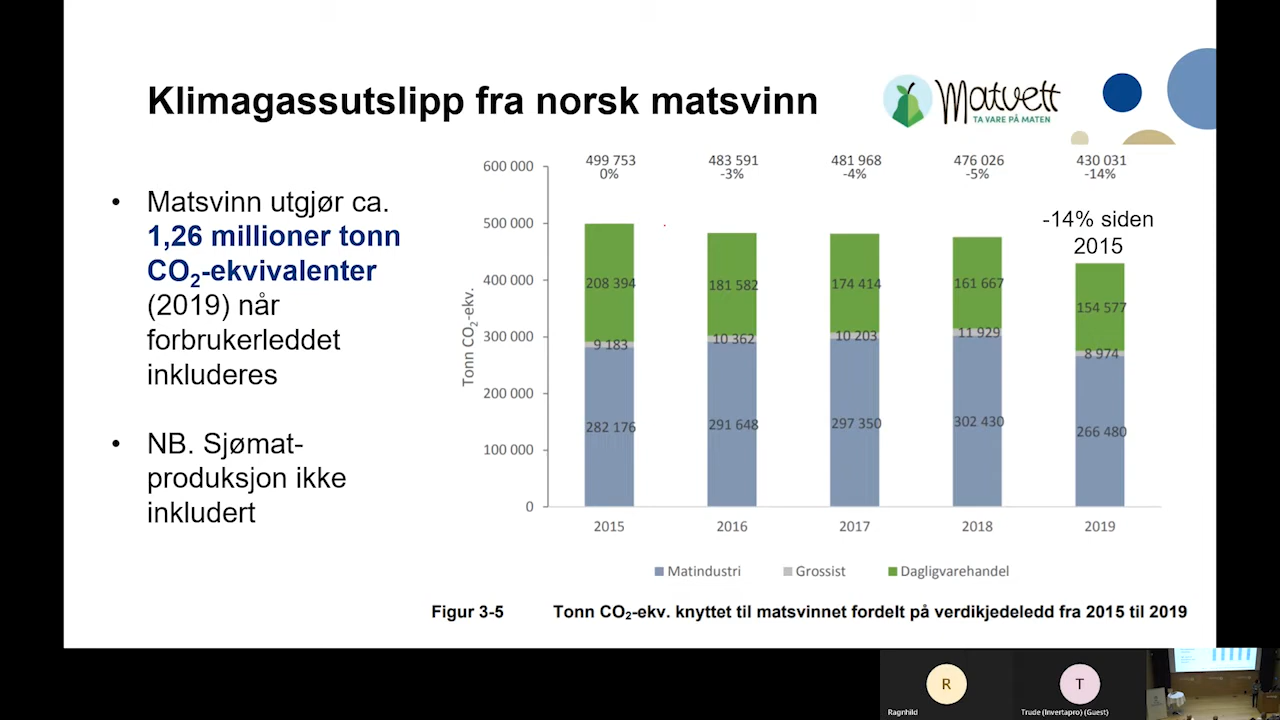 Klimagassutslipp fra norsk matsvinn
Matvett
TA VARE PÅ MATEN
• Matsvinn utgjør ca.
1,26 millioner tonn
CO₂-ekvivalenter
(2019) når
forbrukerleddet
inkluderes
• NB. Sjømat-
produksjon ikke
inkludert
499 753 483 591 481 968 476 026 430 031
0% -3% -4% -5% -14%
-14% siden
2015
Tonn CO₂-ekv.
600 000
500 000
400 000
300 000
200 000
100 000
0
208 394 181 582 174 414 161 667 154 577
9 183 10 362 10 203 11 929 8 974
282 176 291 648 297 350 302 430 266 480
2015 2016 2017 2018 2019
Matindustri Grossist Dagligvarehandel
Figur 3-5 Tonn CO₂-ekv. knyttet til matsvinnet fordelt på verdikjedeledd fra 2015 til 2019
R T
Ragnhild Trude (Invertapro) (Guest)